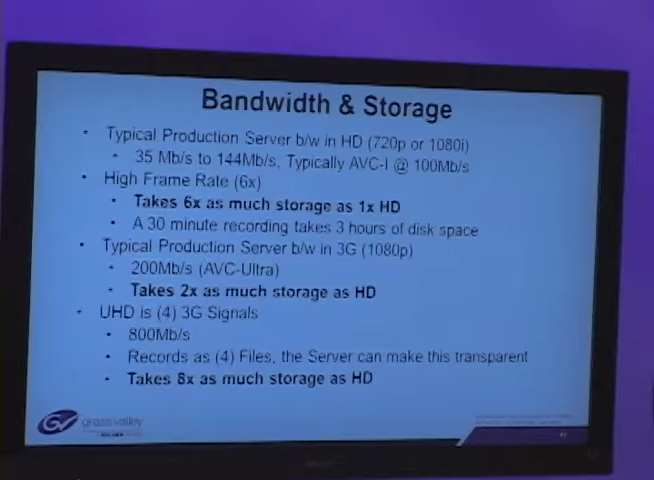 Bandwidth & Storage
• Typical Production Server b/w in HD (720p or 1080i)
• 35 Mb/s to 144Mb/s, Typically AVC-I @ 100Mb/s
• High Frame Rate (6x)
• Takes 6x as much storage as 1x HD
• A 30 minute recording takes 3 hours of disk space
• Typical Production Server b/w in 3G (1080p)
• 200Mb/s (AVC-Ultra)
• Takes 2x as much storage as HD
• UHD is (4) 3G Signals
• 800Mb/s
• Records as (4) Files, the Server can make this transparent
• Takes 8x as much storage as HD
grass valley